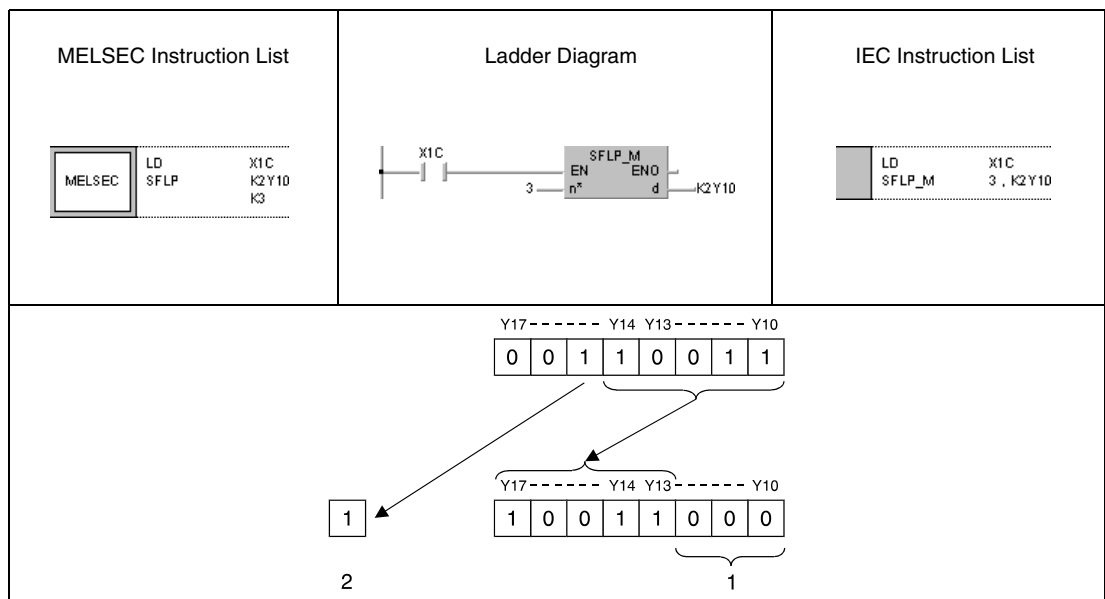 MELSEC Instruction List
Ladder Diagram
IEC Instruction List
MELSEC
LD X1C
SFLP K2Y10
K3
X1C
SFLP_M
EN ENO
3 n* d K2Y10
LD X1C
SFLP_M 3 , K2Y10
Y17 - - - - - - Y14 Y13 - - - - - - Y10
0 0 1 1 0 0 1 1
Y17 - - - - - - Y14 Y13 - - - - - - Y10
1 1 0 0 1 1 0 0 0
2 1